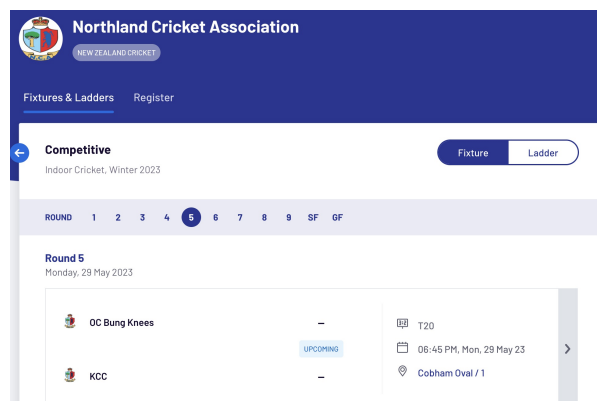 Northland Cricket Association
NEW ZEALAND CRICKET
Fixtures & Ladders Register
Competitive
Indoor Cricket, Winter 2023
Fixture Ladder
ROUND 1 2 3 4 5 6 7 8 9 SF GF
Round 5
Monday, 29 May 2023
OC Bung Knees –
T20
UPCOMING
06:45 PM, Mon, 29 May 23
KCC –
Cobham Oval / 1